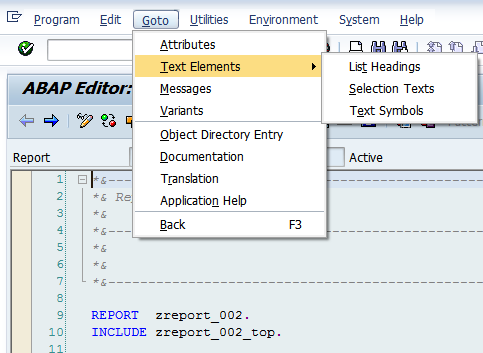 Program Edit Goto Utilities Environment System Help
Attributes
Text Elements
Messages
Variants
Object Directory Entry
Documentation
Translation
Application Help
Back F3
List Headings
Selection Texts
Text Symbols
ABAP Editor:
Report Active
1 *&---
2 *& Re
3 *&
4 *&---
5 *&
6 *&
7 *&---
8
9 REPORT zreport_002.
10 INCLUDE zreport_002_top.